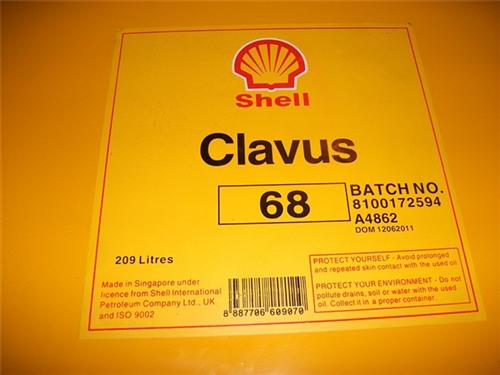 Shell
Clavus
68
BATCH NO.
8100172594
A4862
DOM 12062011
209 Litres
Made in Singapore under
licence from Shell International
Petroleum Company Ltd., UK
and ISO 9002
8 887706 609070
PROTECT YOURSELF - Avoid prolonged
and repeated skin contact with the used oil
PROTECT YOUR ENVIRONMENT - Do not
pollute drains, soil or water with the used
oil. Collect it in a proper container.